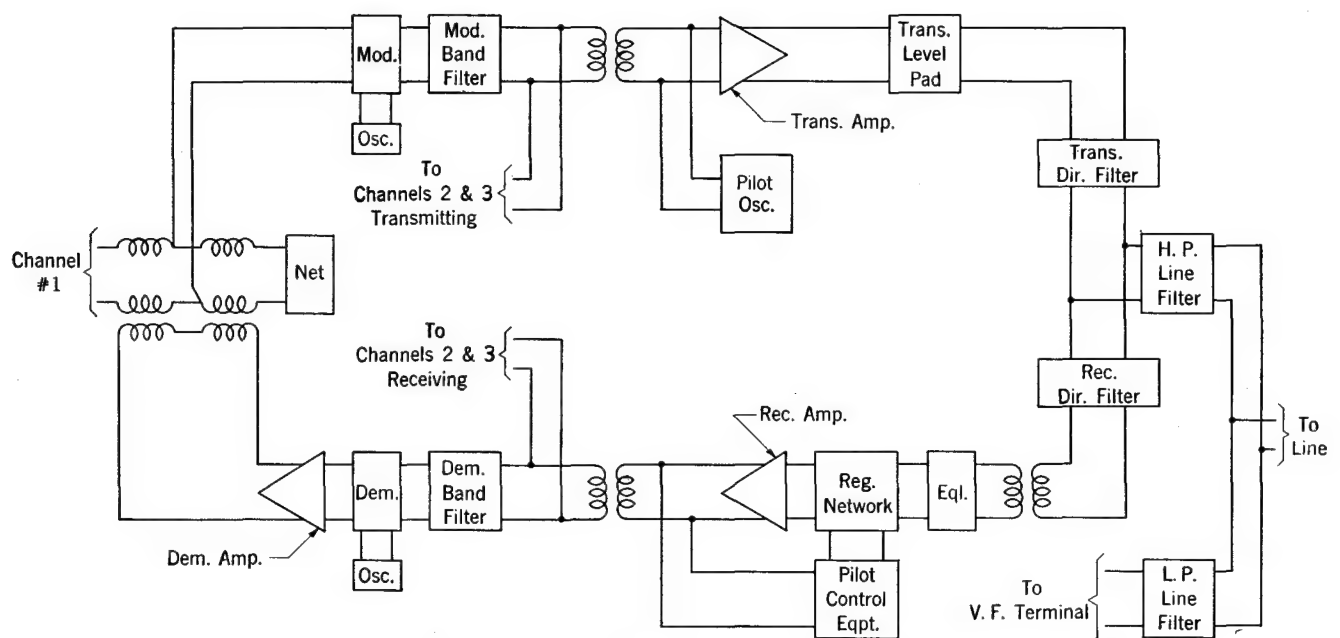 Mod.
Mod.
Band
Filter
Osc.
To
Channels 2 & 3
Transmitting
Trans. Amp.
Pilot
Osc.
Trans.
Level
Pad
Trans.
Dir. Filter
Channel
#1
Net
H. P.
Line
Filter
To
Channels 2 & 3
Receiving
Rec. Amp.
Rec.
Dir. Filter
To
Line
Dem. Amp.
Dem.
Osc.
Dem.
Band
Filter
Reg.
Network
Eql.
Pilot
Control
Eqpt.
To
V. F. Terminal
L. P.
Line
Filter